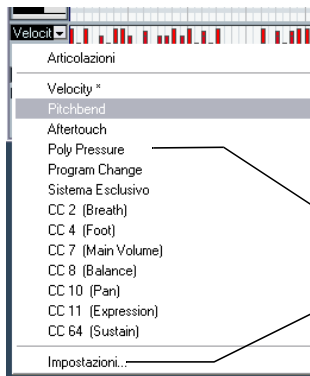 Velocit
Articolazioni
Velocity *
Pitchbend
Aftertouch
Poly Pressure
Program Change
Sistema Esclusivo
CC 2 (Breath)
CC 4 (Foot)
CC 7 (Main Volume)
CC 8 (Balance)
CC 10 (Pan)
CC 11 (Expression)
CC 64 (Sustain)
Impostazioni...